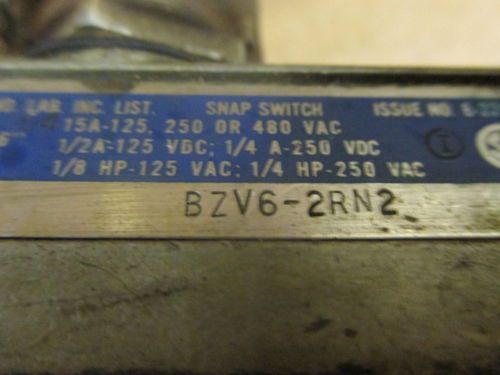 LAB. INC. LIST. SNAP SWITCH ISSUE NO.
15A-125, 250 OR 480 VAC
1/2A-125 VDC; 1/4 A-250 VDC
1/8 HP-125 VAC; 1/4 HP-250 VAC
BZV6-2RN2